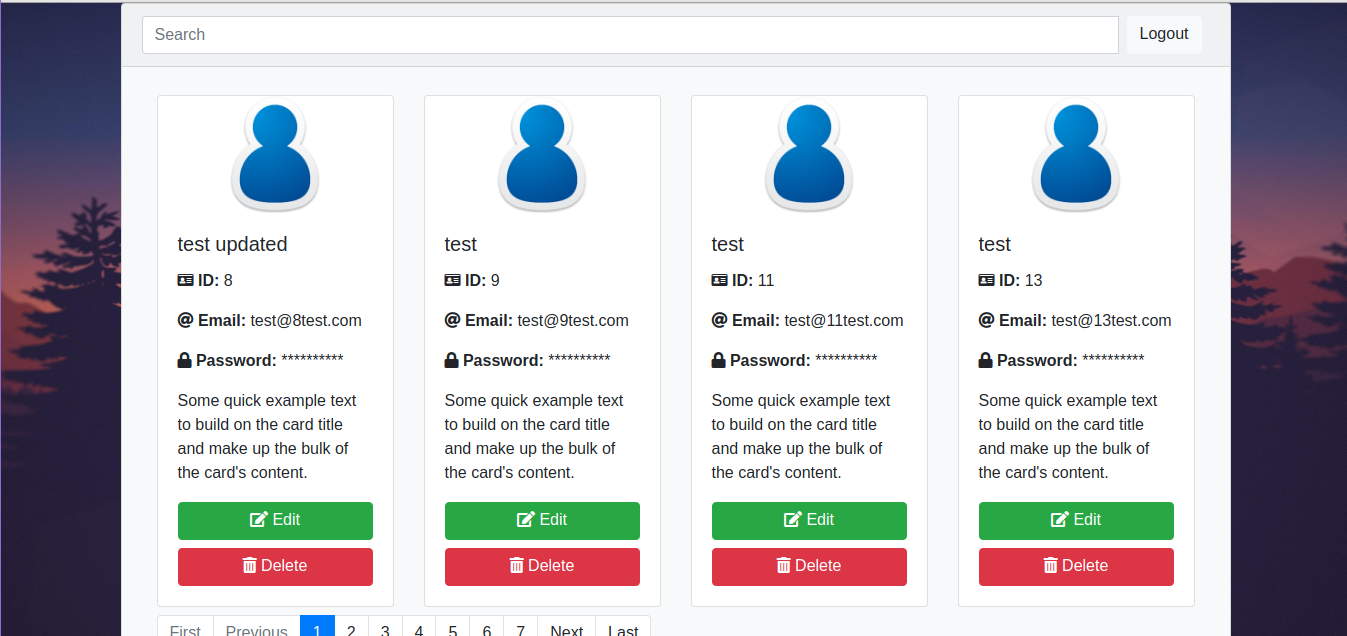 Search
Logout
test updated
ID: 8
Email: test@8test.com
Password: **********
Some quick example text
to build on the card title
and make up the bulk of
the card's content.
Edit
Delete
test
ID: 9
Email: test@9test.com
Password: **********
Some quick example text
to build on the card title
and make up the bulk of
the card's content.
Edit
Delete
test
ID: 11
Email: test@11test.com
Password: **********
Some quick example text
to build on the card title
and make up the bulk of
the card's content.
Edit
Delete
test
ID: 13
Email: test@13test.com
Password: **********
Some quick example text
to build on the card title
and make up the bulk of
the card's content.
Edit
Delete
First Previous 1 2 3 4 5 6 7 Next Last